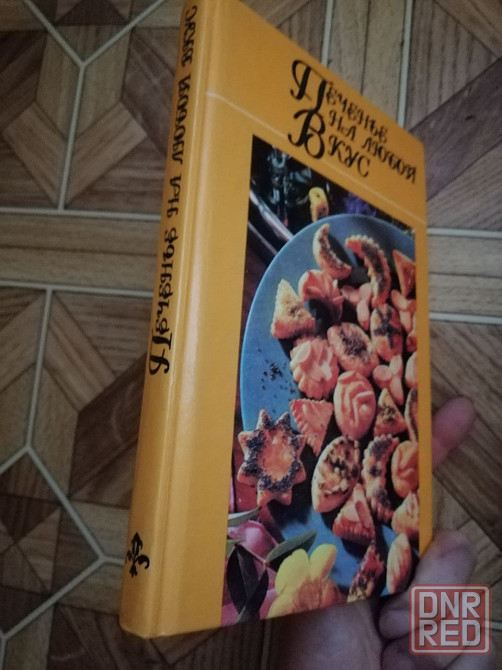 Печенье
на любой
вкус
Печенье на любой вкус
DNR
RED